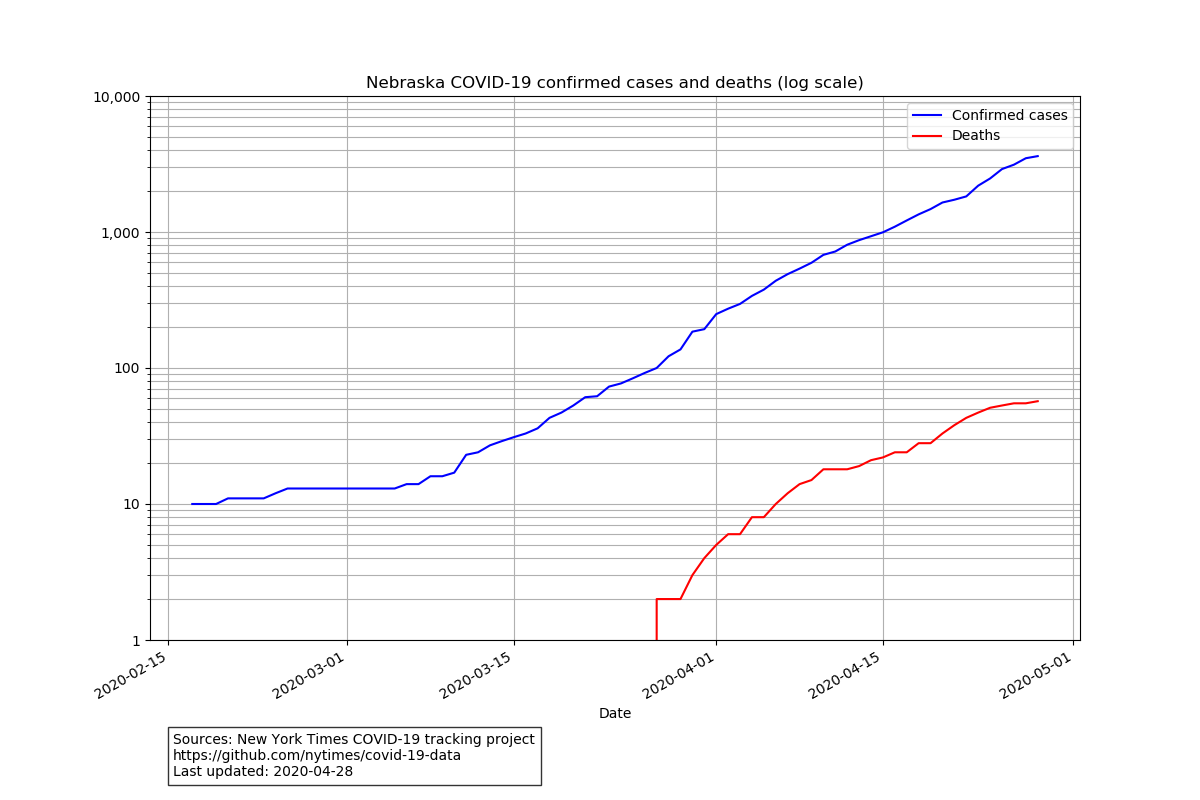 Nebraska COVID-19 confirmed cases and deaths (log scale)
10,000
1,000
100
10
1
Confirmed cases
Deaths
2020-02-15
2020-03-01
2020-03-15
2020-04-01
2020-04-15
2020-05-01
Date
Sources: New York Times COVID-19 tracking project
https://github.com/nytimes/covid-19-data
Last updated: 2020-04-28